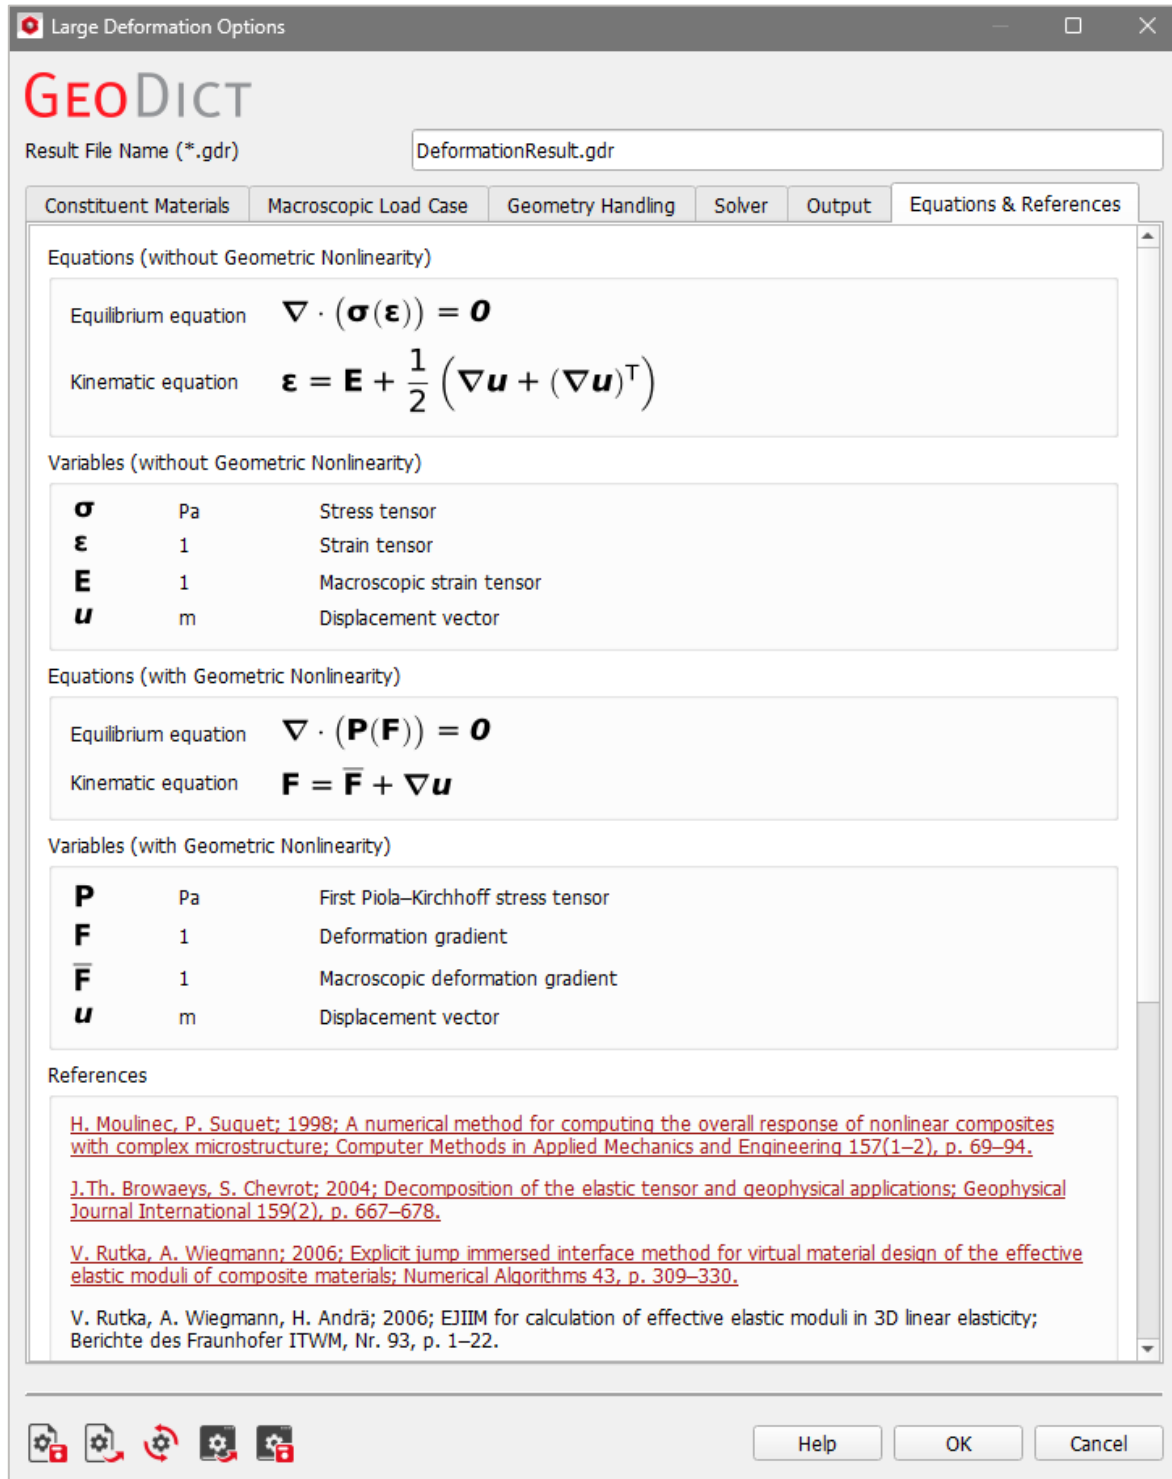 Large Deformation Options
GEODICT
Result File Name (*.gdr) DeformationResult.gdr
Constituent Materials Macroscopic Load Case Geometry Handling Solver Output Equations & References
Equations (without Geometric Nonlinearity)
Equilibrium equation ∇ · (σ(ε)) = 0
Kinematic equation ε = E + 1/2 (∇u + (∇u)ᵀ)
Variables (without Geometric Nonlinearity)
σ Pa Stress tensor
ε 1 Strain tensor
E 1 Macroscopic strain tensor
u m Displacement vector
Equations (with Geometric Nonlinearity)
Equilibrium equation ∇ · (P(F)) = 0
Kinematic equation F = F̅ + ∇u
Variables (with Geometric Nonlinearity)
P Pa First Piola–Kirchhoff stress tensor
F 1 Deformation gradient
F̅ 1 Macroscopic deformation gradient
u m Displacement vector
References
H. Moulinec, P. Suquet; 1998; A numerical method for computing the overall response of nonlinear composites
with complex microstructure; Computer Methods in Applied Mechanics and Engineering 157(1–2), p. 69–94.
J.Th. Browaeys, S. Chevrot; 2004; Decomposition of the elastic tensor and geophysical applications; Geophysical
Journal International 159(2), p. 667–678.
V. Rutka, A. Wiegmann; 2006; Explicit jump immersed interface method for virtual material design of the effective
elastic moduli of composite materials; Numerical Algorithms 43, p. 309–330.
V. Rutka, A. Wiegmann, H. Andrä; 2006; EJIIM for calculation of effective elastic moduli in 3D linear elasticity;
Berichte des Fraunhofer ITWM, Nr. 93, p. 1–22.
Help OK Cancel